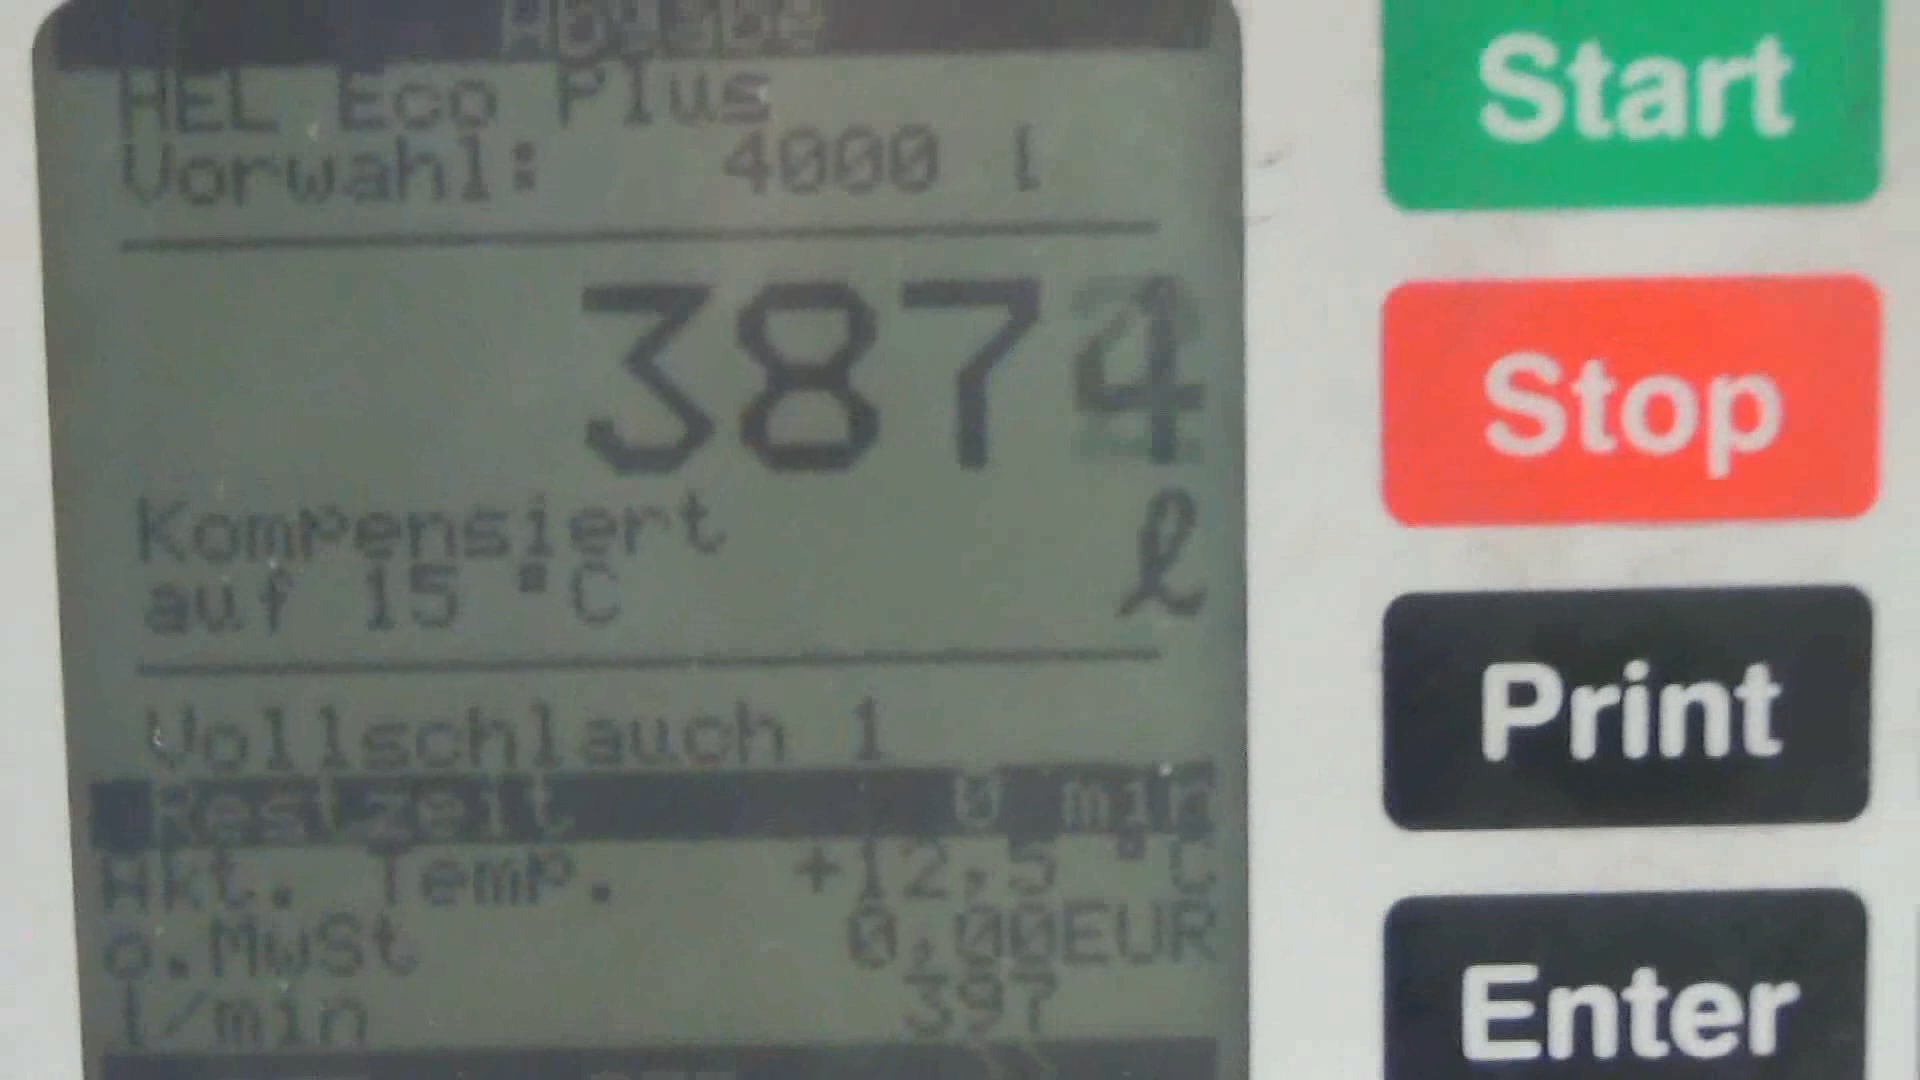 Abgabe
HEL Eco Plus
Vorwahl: 4000 l
3874
Kompensiert
auf 15 °C
ℓ
Vollschlauch 1
Restzeit 0 min
Akt. Temp. +12,5 °C
o.MwSt 0,00EUR
l/min 397
Start
Stop
Print
Enter